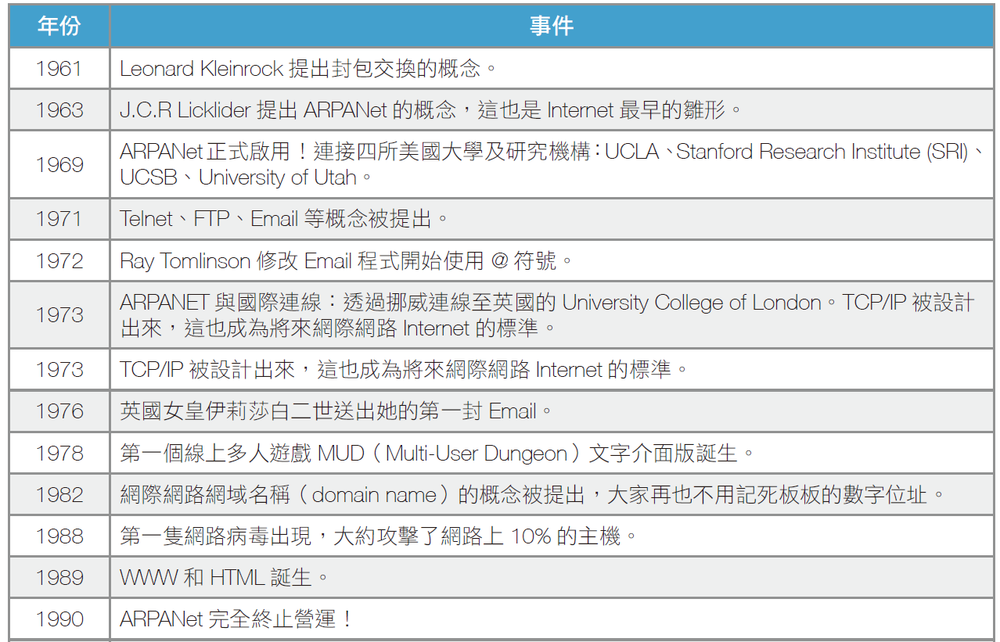 年份 事件
1961 Leonard Kleinrock 提出封包交換的概念。
1963 J.C.R Licklider 提出 ARPANet 的概念，這也是 Internet 最早的雛形。
1969 ARPANet 正式啟用！連接四所美國大學及研究機構：UCLA、Stanford Research Institute (SRI)、
UCSB、University of Utah。
1971 Telnet、FTP、Email 等概念被提出。
1972 Ray Tomlinson 修改 Email 程式開始使用 @ 符號。
1973 ARPANET 與國際連線：透過挪威連線至英國的 University College of London。TCP/IP 被設計
出來，這也成為將來網際網路 Internet 的標準。
1973 TCP/IP 被設計出來，這也成為將來網際網路 Internet 的標準。
1976 英國女皇伊莉莎白二世送出她的第一封 Email。
1978 第一個線上多人遊戲 MUD（Multi-User Dungeon）文字介面版誕生。
1982 網際網路網域名稱（domain name）的概念被提出，大家再也不用記死板板的數字位址。
1988 第一隻網路病毒出現，大約攻擊了網路上 10% 的主機。
1989 WWW 和 HTML 誕生。
1990 ARPANet 完全終止營運！